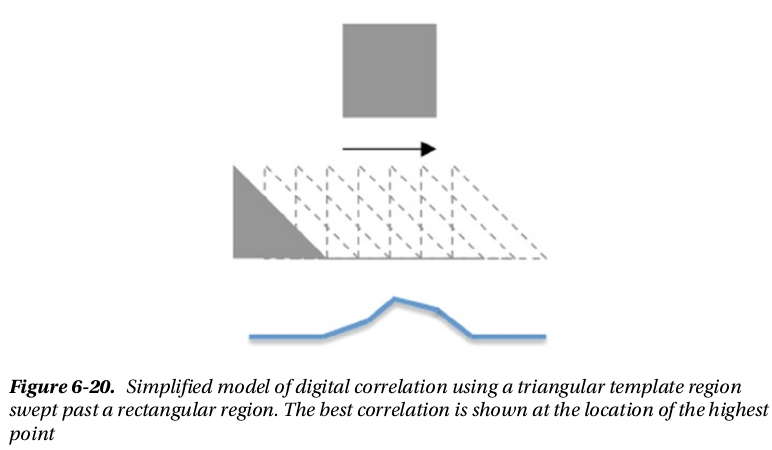 Figure 6-20. Simplified model of digital correlation using a triangular template region
swept past a rectangular region. The best correlation is shown at the location of the highest
point